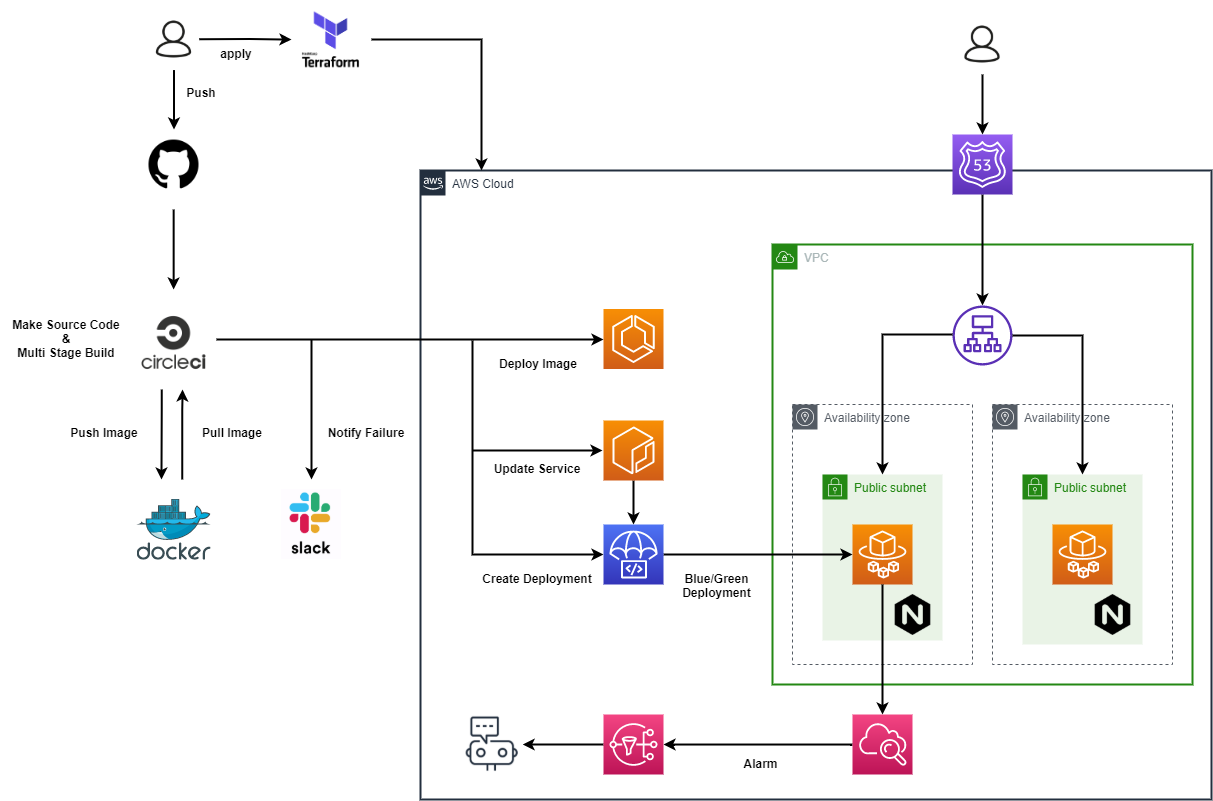 apply
HashiCorp
Terraform
Push
53
aws
AWS Cloud
VPC
Make Source Code
&
Multi Stage Build
circleci
Deploy Image
Push Image
Pull Image
Notify Failure
Availability zone
Availability zone
Update Service
Public subnet
Public subnet
docker
slack
</>
Create Deployment
Blue/Green
Deployment
N
N
Alarm